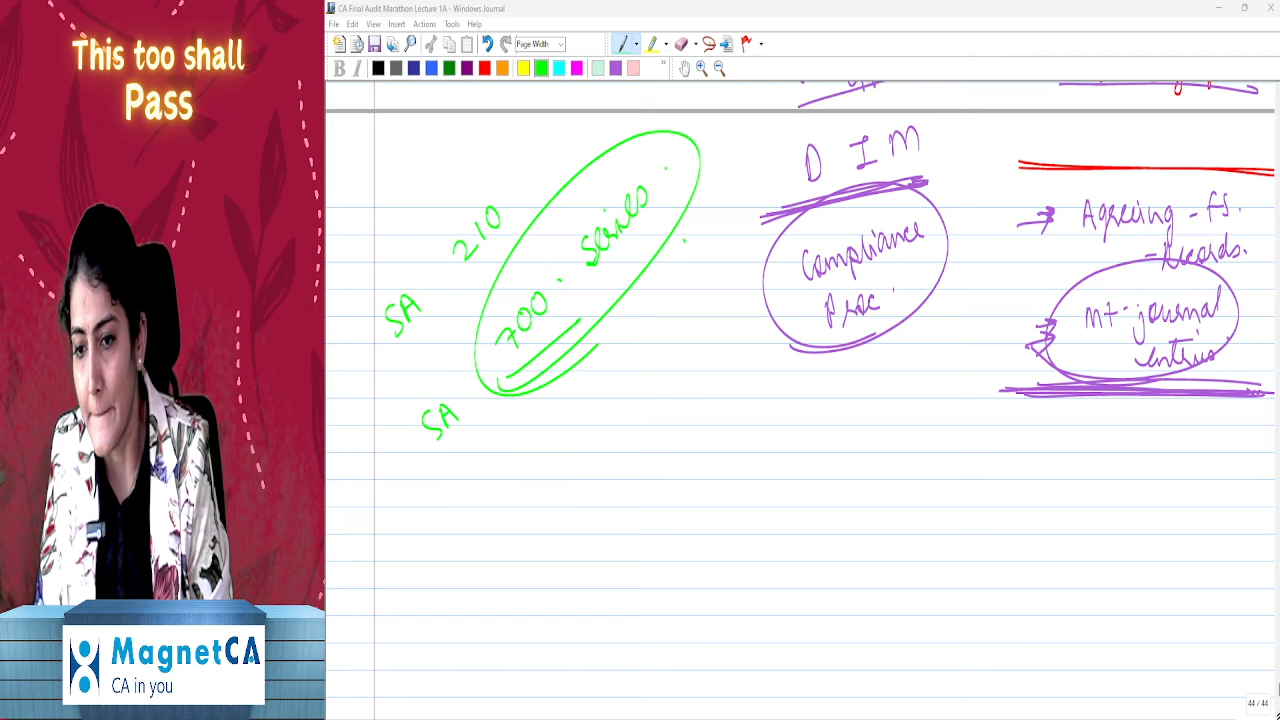 This too shall
Pass
MagnetCA
CA in you
CA Final Audit Marathon Lecture 1A - Windows Journal
File Edit View Insert Actions Tools Help
Page Width
B I
D I M
SA 210
700. series
Compliance
Proc.
Agreeing - FS.
- Records.
mt - journal
entries
SA
44 / 44